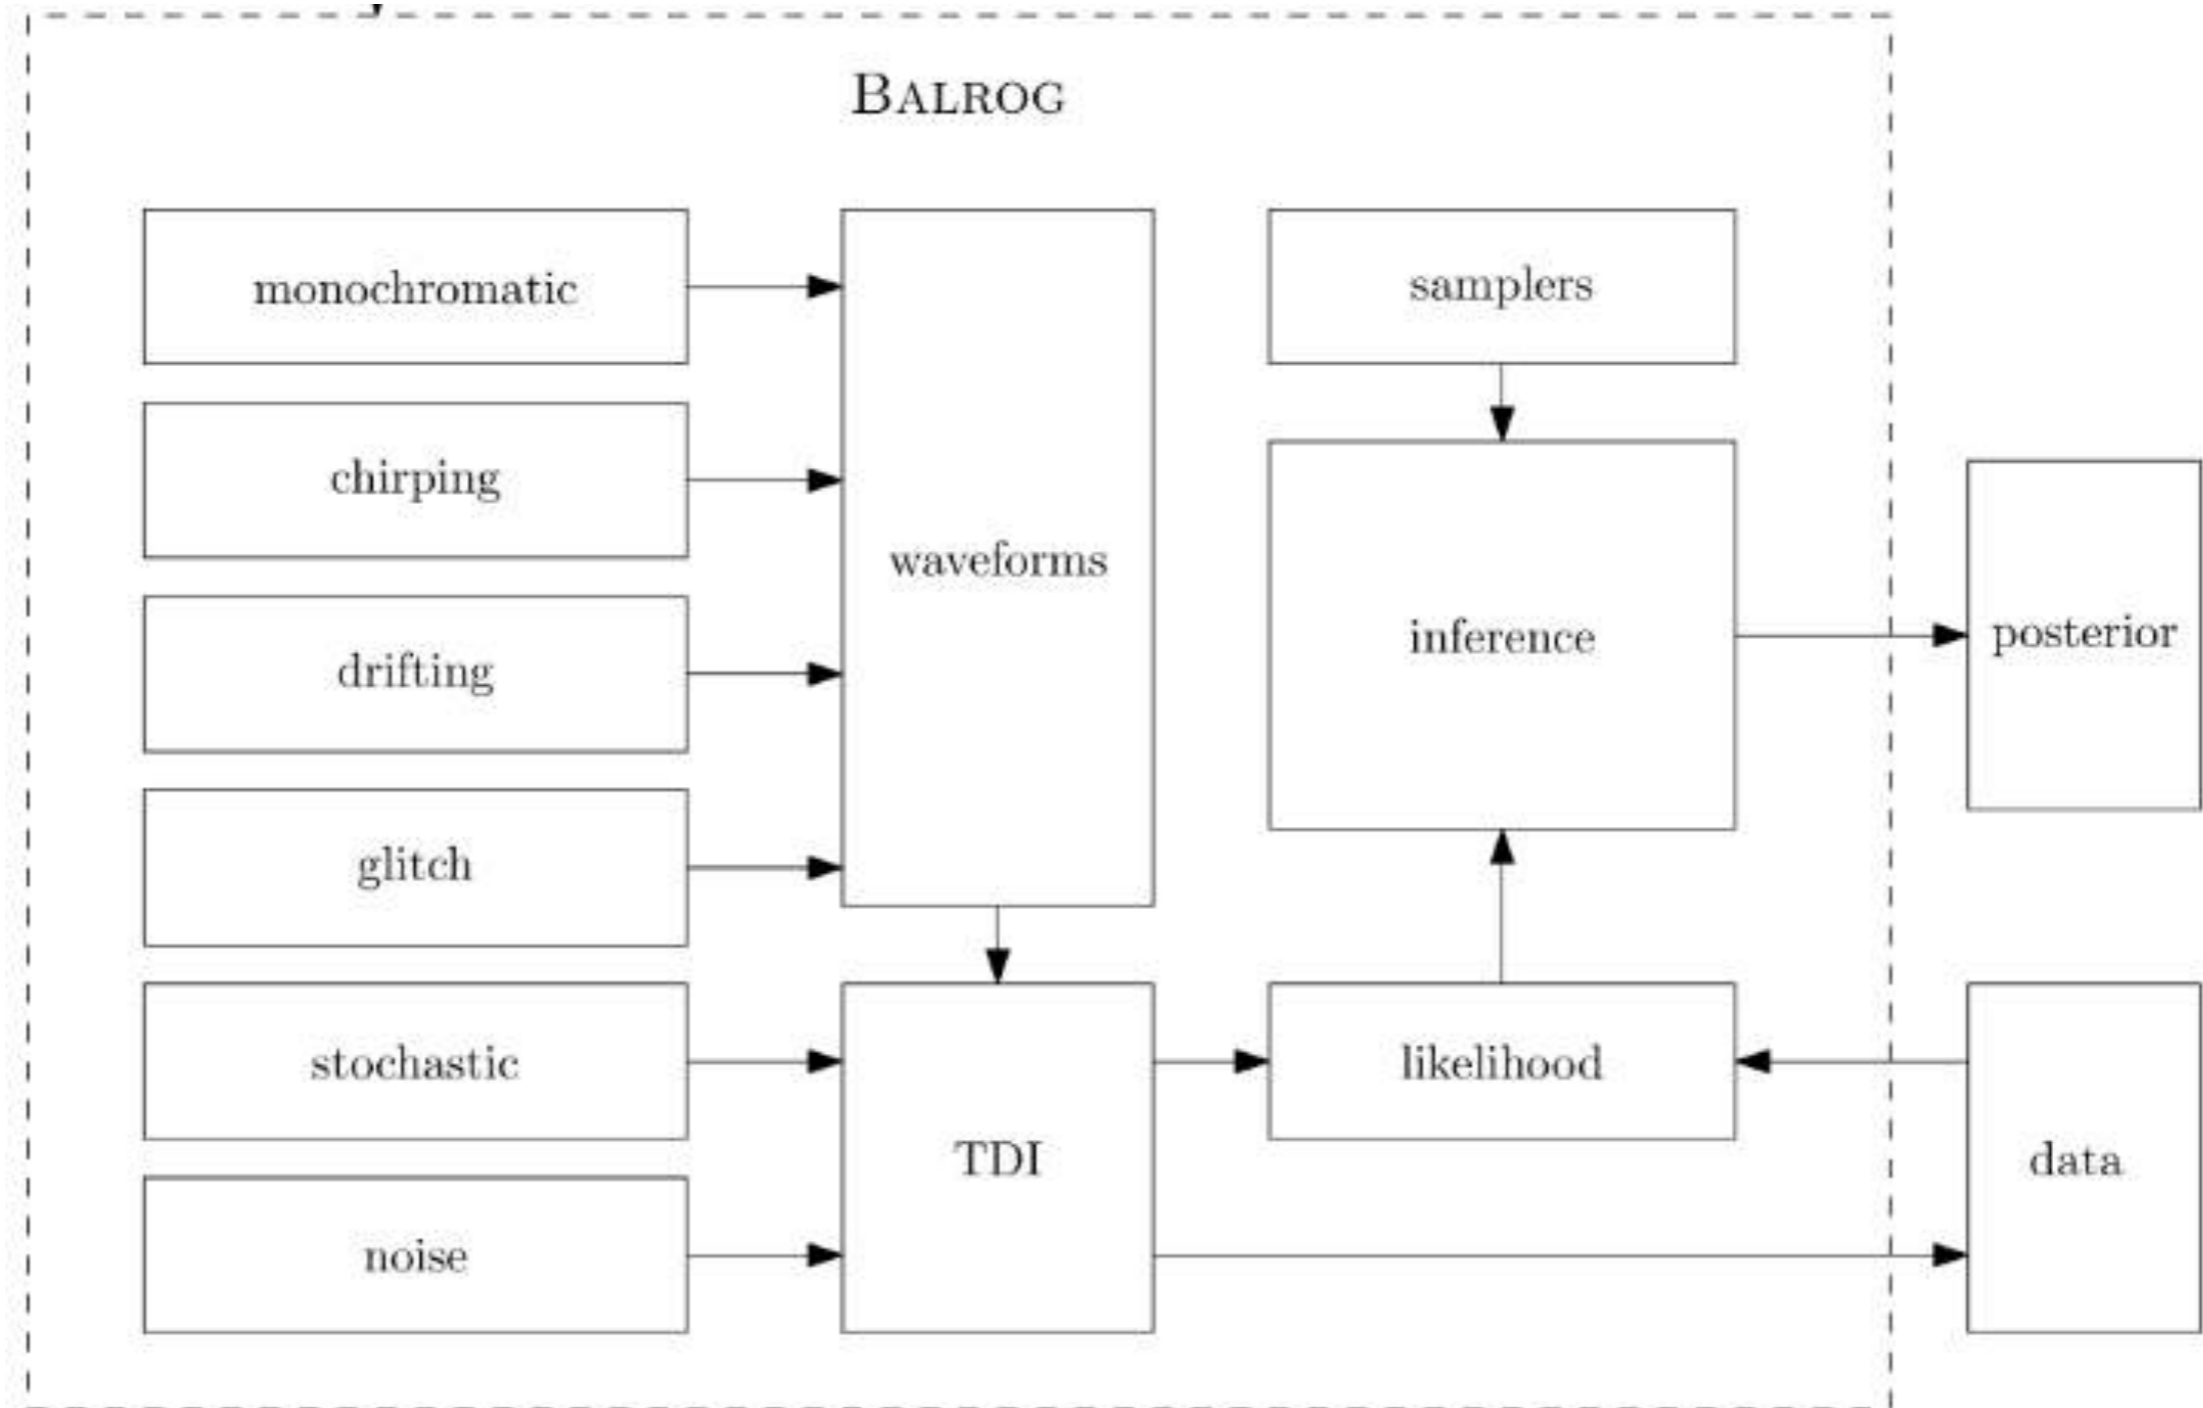 BALROG
monochromatic
chirping
drifting
glitch
stochastic
noise
waveforms
TDI
samplers
inference
likelihood
posterior
data